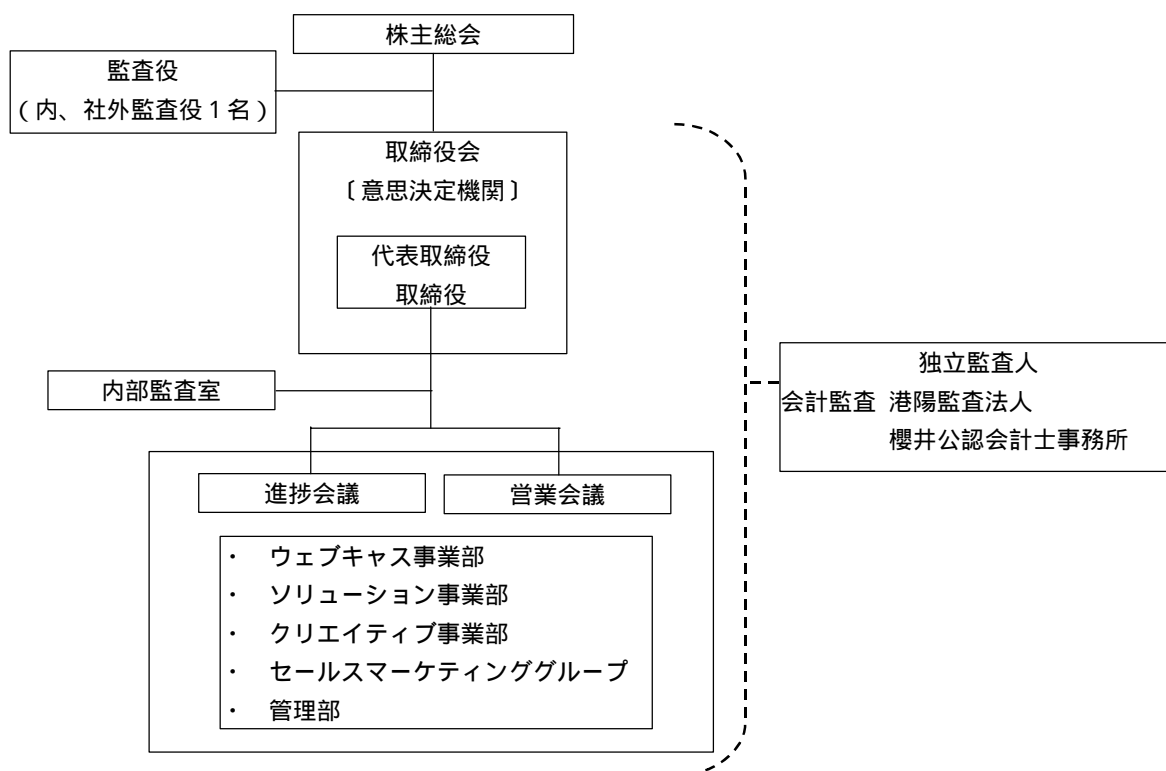 株主総会
監査役
(内、社外監査役1名)
取締役会
〔意思決定機関〕
代表取締役
取締役
内部監査室
独立監査人
会計監査 港陽監査法人
櫻井公認会計士事務所
進捗会議
営業会議
・ ウェブキャス事業部
・ ソリューション事業部
・ クリエイティブ事業部
・ セールスマーケティンググループ
・ 管理部